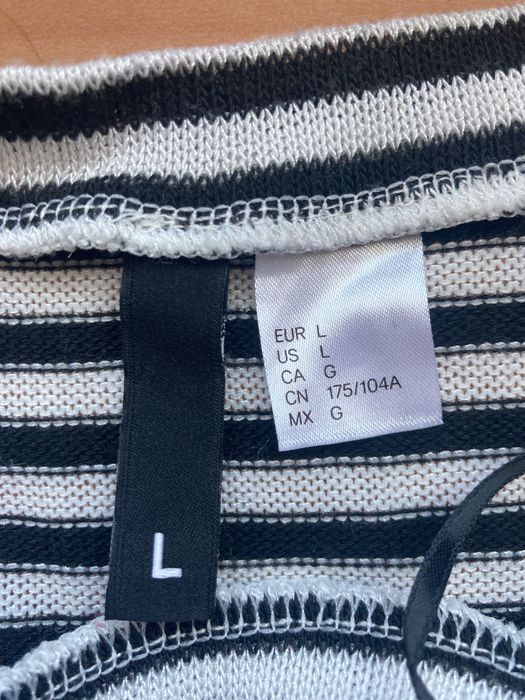 EUR L
US L
CA G
CN 175/104A
MX G
L